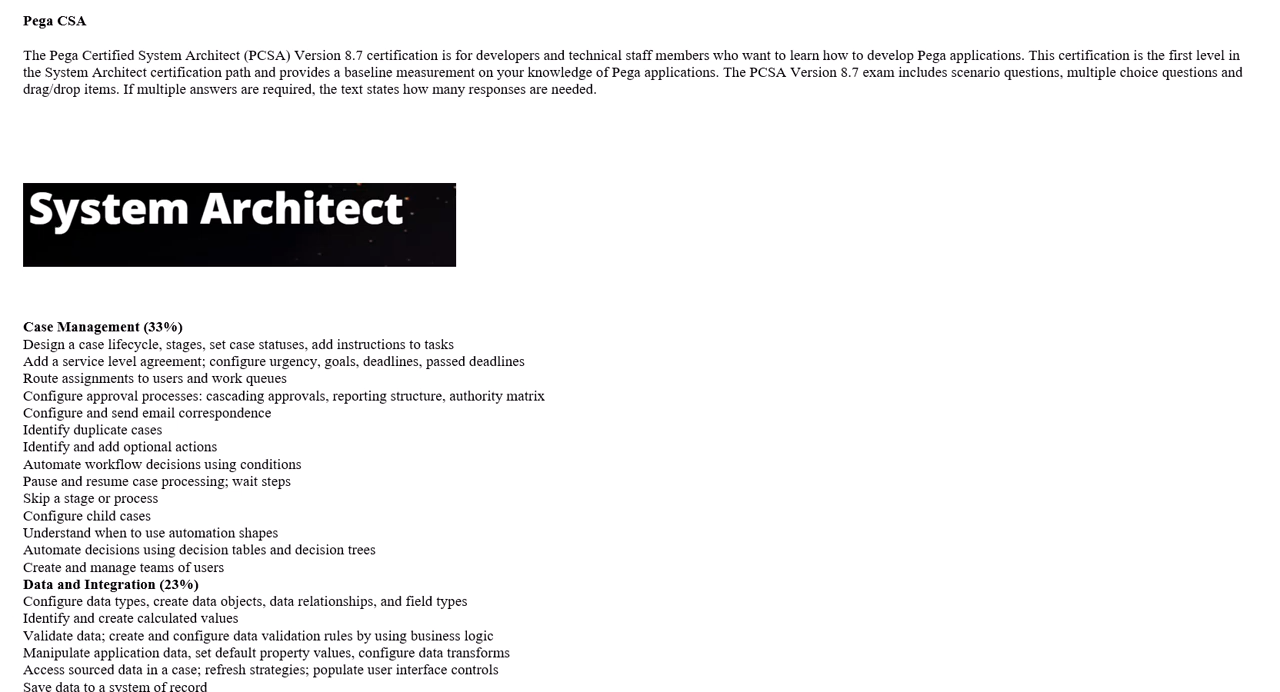 Pega CSA
The Pega Certified System Architect (PCSA) Version 8.7 certification is for developers and technical staff members who want to learn how to develop Pega applications. This certification is the first level in
the System Architect certification path and provides a baseline measurement on your knowledge of Pega applications. The PCSA Version 8.7 exam includes scenario questions, multiple choice questions and
drag/drop items. If multiple answers are required, the text states how many responses are needed.
System Architect
Case Management (33%)
Design a case lifecycle, stages, set case statuses, add instructions to tasks
Add a service level agreement; configure urgency, goals, deadlines, passed deadlines
Route assignments to users and work queues
Configure approval processes: cascading approvals, reporting structure, authority matrix
Configure and send email correspondence
Identify duplicate cases
Identify and add optional actions
Automate workflow decisions using conditions
Pause and resume case processing; wait steps
Skip a stage or process
Configure child cases
Understand when to use automation shapes
Automate decisions using decision tables and decision trees
Create and manage teams of users
Data and Integration (23%)
Configure data types, create data objects, data relationships, and field types
Identify and create calculated values
Validate data; create and configure data validation rules by using business logic
Manipulate application data, set default property values, configure data transforms
Access sourced data in a case; refresh strategies; populate user interface controls
Save data to a system of record